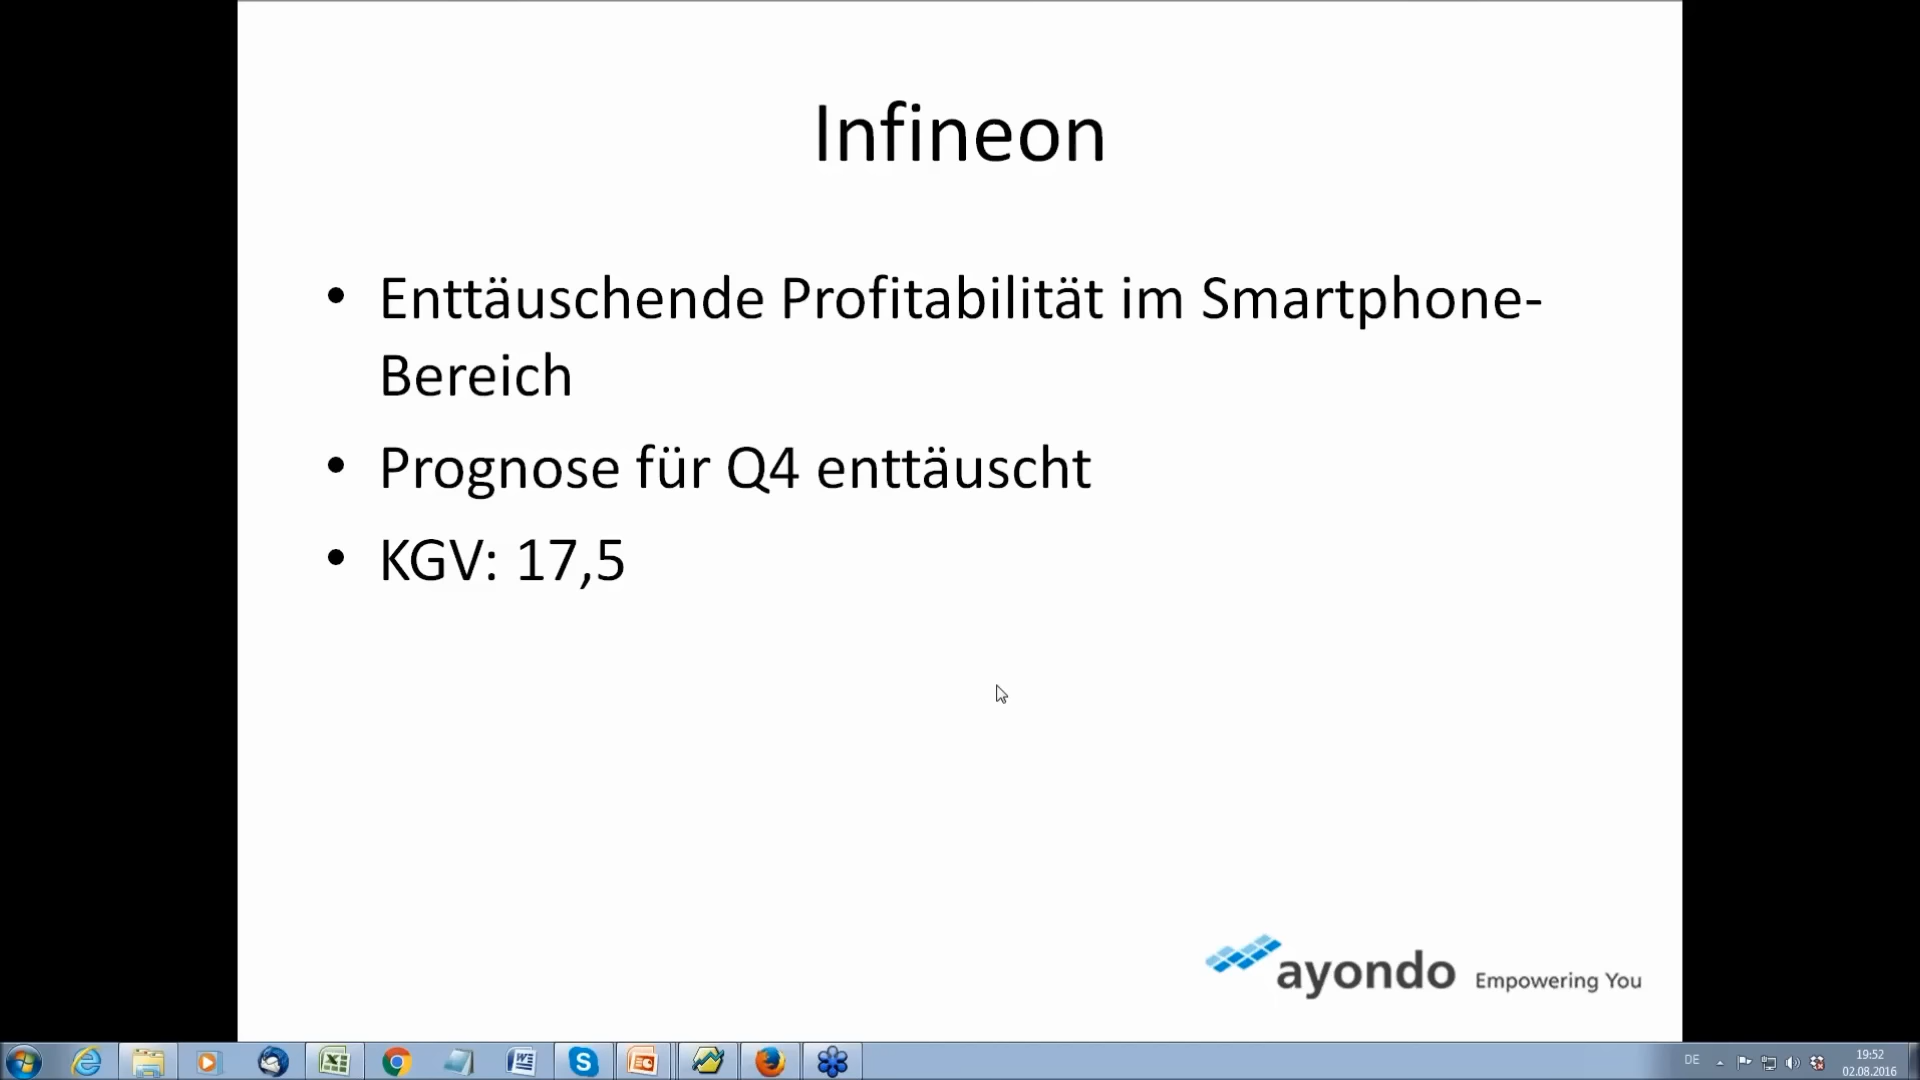 Infineon
• Enttäuschende Profitabilität im Smartphone-
Bereich
• Prognose für Q4 enttäuscht
• KGV: 17,5
ayondo Empowering You
DE
19:52
02.08.2016